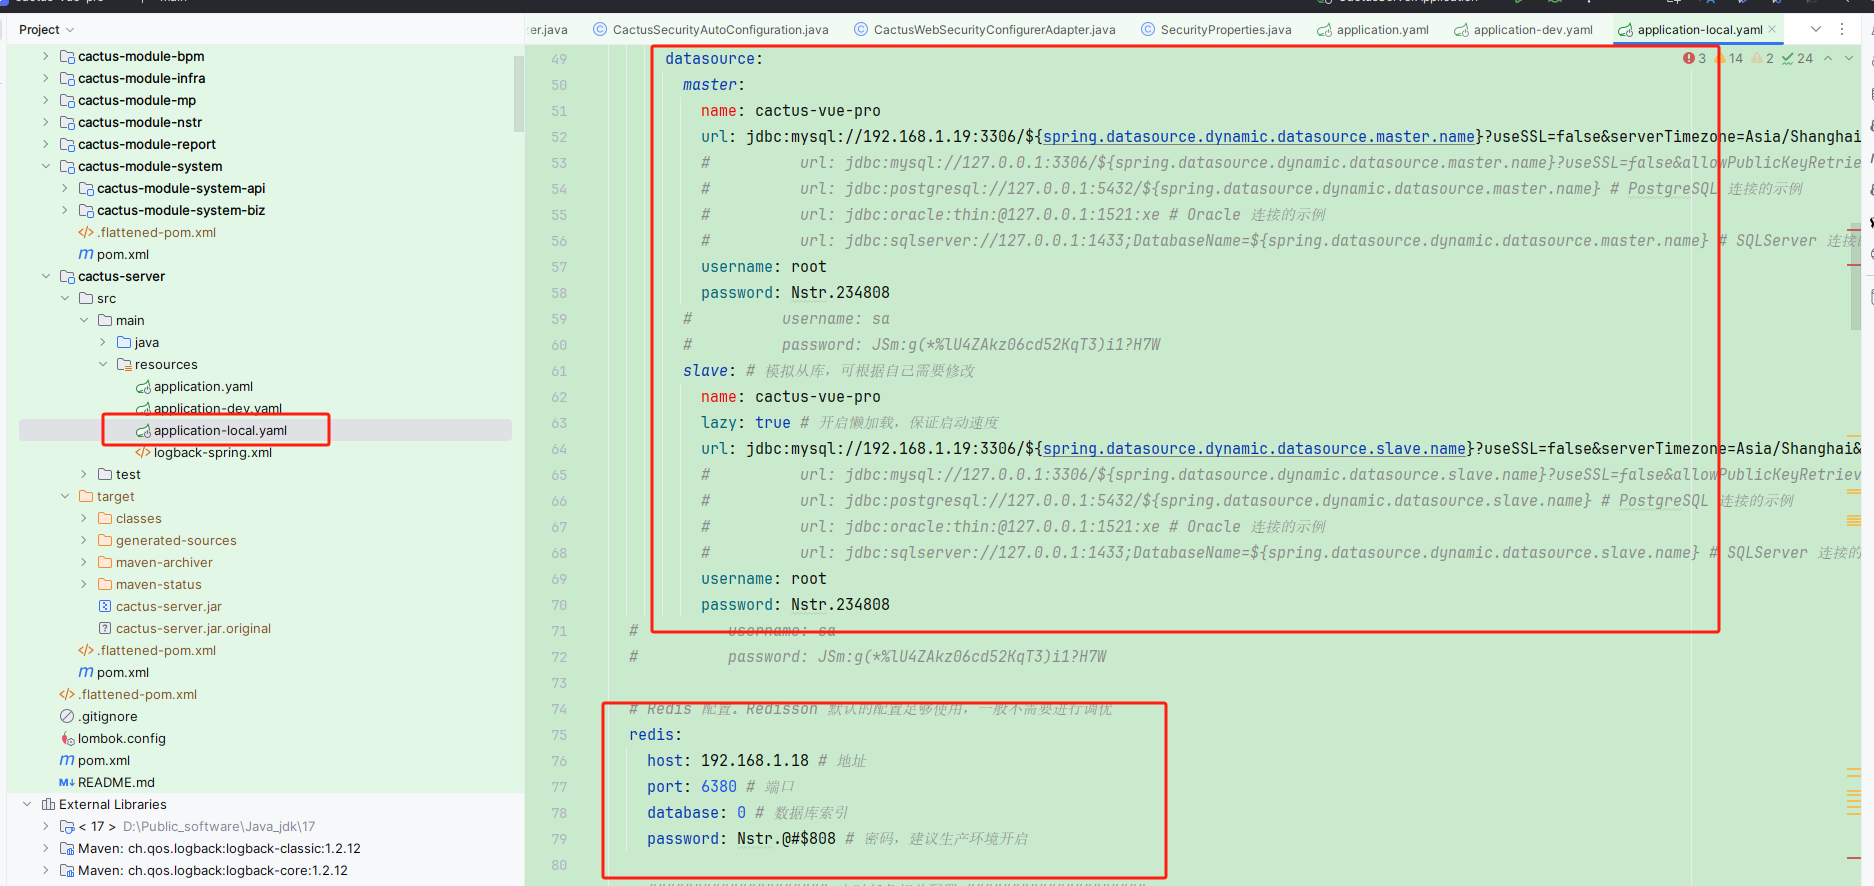 Project
er.java
CactusSecurityAutoConfiguration.java
CactusWebSecurityConfigurerAdapter.java
SecurityProperties.java
application.yaml
application-dev.yaml
application-local.yaml
cactus-module-bpm
cactus-module-infra
cactus-module-mp
cactus-module-nstr
cactus-module-report
cactus-module-system
cactus-module-system-api
cactus-module-system-biz
.flattened-pom.xml
pom.xml
cactus-server
src
main
java
resources
application.yaml
application-dev.yaml
application-local.yaml
logback-spring.xml
test
target
classes
generated-sources
maven-archiver
maven-status
cactus-server.jar
cactus-server.jar.original
.flattened-pom.xml
pom.xml
.flattened-pom.xml
.gitignore
lombok.config
pom.xml
README.md
External Libraries
< 17 > D:\Public_software\Java_jdk\17
Maven: ch.qos.logback:logback-classic:1.2.12
Maven: ch.qos.logback:logback-core:1.2.12
3 14 2 24
49 datasource:
50 master:
51 name: cactus-vue-pro
52 url: jdbc:mysql://192.168.1.19:3306/${spring.datasource.dynamic.datasource.master.name}?useSSL=false&serverTimezone=Asia/Shanghai
53 # url: jdbc:mysql://127.0.0.1:3306/${spring.datasource.dynamic.datasource.master.name}?useSSL=false&allowPublicKeyRetrie
54 # url: jdbc:postgresql://127.0.0.1:5432/${spring.datasource.dynamic.datasource.master.name} # PostgreSQL 连接的示例
55 # url: jdbc:oracle:thin:@127.0.0.1:1521:xe # Oracle 连接的示例
56 # url: jdbc:sqlserver://127.0.0.1:1433;DatabaseName=${spring.datasource.dynamic.datasource.master.name} # SQLServer 连接
57 username: root
58 password: Nstr.234808
59 # username: sa
60 # password: JSm:g(*%lU4ZAkz06cd52KqT3)i1?H7W
61 slave: # 模拟从库，可根据自己需要修改
62 name: cactus-vue-pro
63 lazy: true # 开启懒加载，保证启动速度
64 url: jdbc:mysql://192.168.1.19:3306/${spring.datasource.dynamic.datasource.slave.name}?useSSL=false&serverTimezone=Asia/Shanghai&
65 # url: jdbc:mysql://127.0.0.1:3306/${spring.datasource.dynamic.datasource.slave.name}?useSSL=false&allowPublicKeyRetriev
66 # url: jdbc:postgresql://127.0.0.1:5432/${spring.datasource.dynamic.datasource.slave.name} # PostgreSQL 连接的示例
67 # url: jdbc:oracle:thin:@127.0.0.1:1521:xe # Oracle 连接的示例
68 # url: jdbc:sqlserver://127.0.0.1:1433;DatabaseName=${spring.datasource.dynamic.datasource.slave.name} # SQLServer 连接的
69 username: root
70 password: Nstr.234808
71 # username: sa
72 # password: JSm:g(*%lU4ZAkz06cd52KqT3)i1?H7W
73
74 # Redis 配置。Redisson 默认的配置足够使用，一般不需要进行调优
75 redis:
76 host: 192.168.1.18 # 地址
77 port: 6380 # 端口
78 database: 0 # 数据库索引
79 password: Nstr.@#$808 # 密码，建议生产环境开启
80